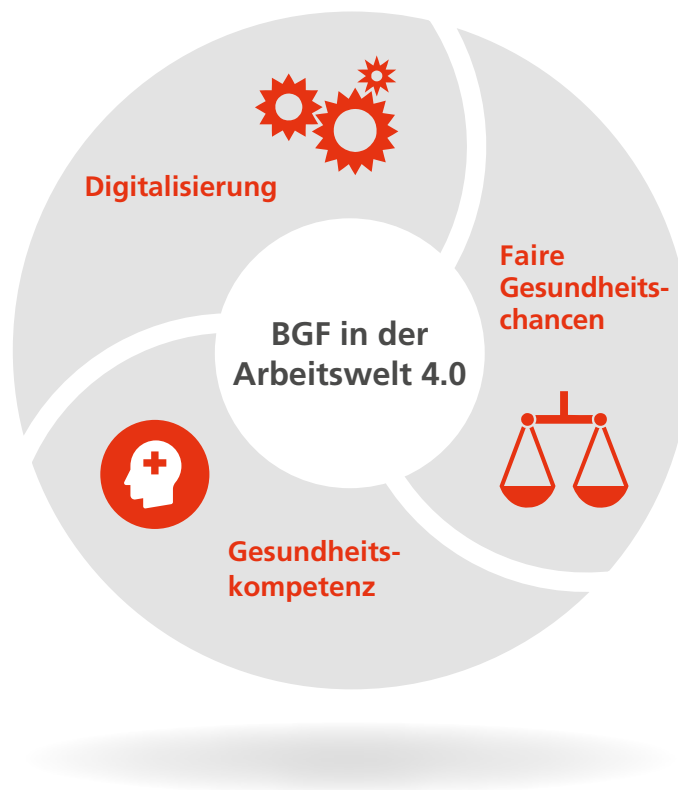 Digitalisierung
Faire
Gesundheits-
chancen
BGF in der
Arbeitswelt 4.0
Gesundheits-
kompetenz